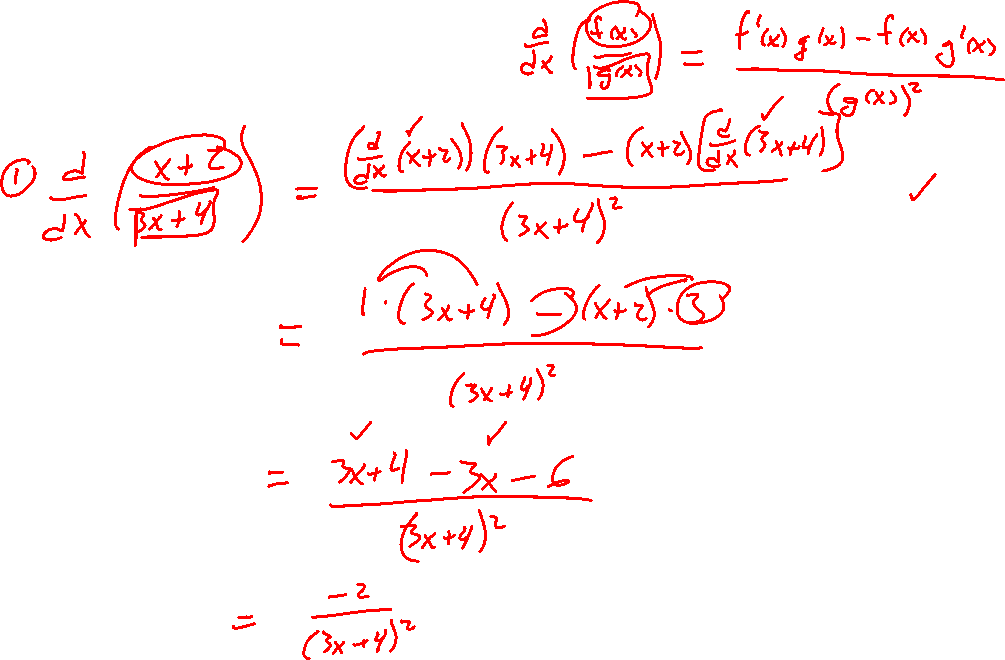 d/dx (f(x)/g(x)) = (f'(x) g(x) - f(x) g'(x))/(g(x))²
① d/dx ((x+2)/(3x+4)) = ((d/dx (x+2))(3x+4) - (x+2)[d/dx (3x+4)])/(3x+4)² ✓
= (1·(3x+4) - (x+2)·3)/(3x+4)²
= (3x+4 - 3x - 6)/(3x+4)²
= -2/(3x+4)²